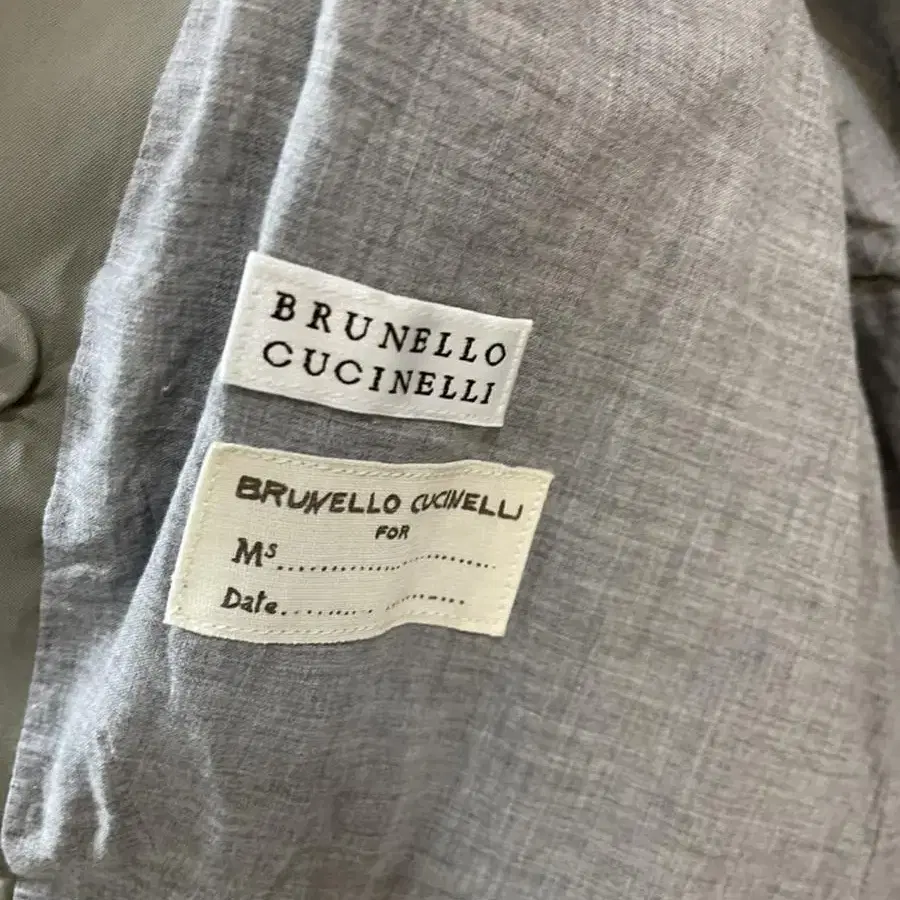 BRUNELLO
CUCINELLI
BRUNELLO CUCINELLI
FOR
Ms..............................
Date......... ...........